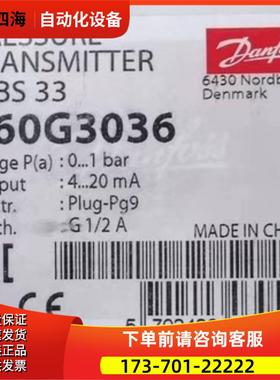 四海 自动化设备
PRESSURE
TRANSMITTER
BS 33
60G3036
ge P(a) : 0...1 bar
put : 4...20 mA
: Plug-Pg9
h. : G 1/2 A
Danfoss
6430 Nordb
Denmark
MADE IN CH
CE
下单前请咨询客服
173-701-22222